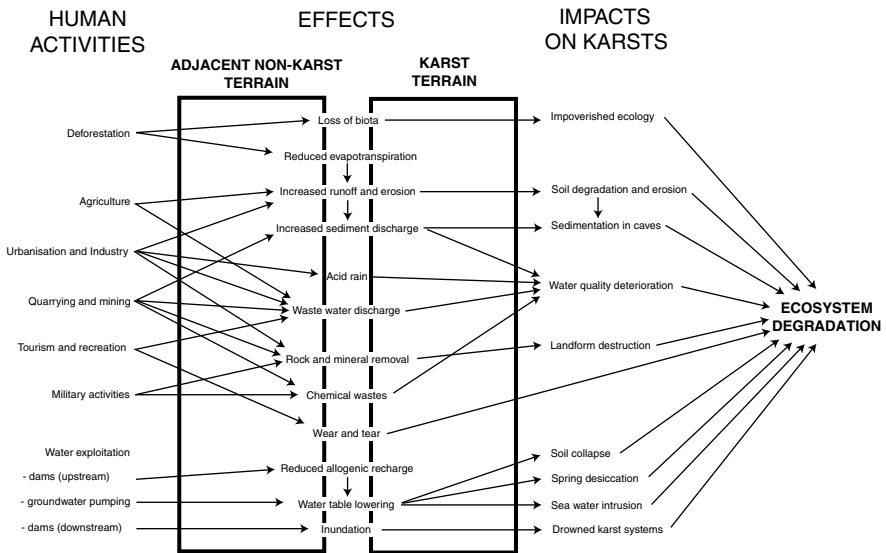 HUMAN
ACTIVITIES
EFFECTS
IMPACTS
ON KARSTS
ADJACENT NON-KARST
TERRAIN
KARST
TERRAIN
Deforestation
Agriculture
Urbanisation and Industry
Quarrying and mining
Tourism and recreation
Military activities
Water exploitation
- dams (upstream)
- groundwater pumping
- dams (downstream)
Loss of biota
Reduced evapotranspiration
Increased runoff and erosion
Increased sediment discharge
Acid rain
Waste water discharge
Rock and mineral removal
Chemical wastes
Wear and tear
Reduced allogenic recharge
Water table lowering
Inundation
Impoverished ecology
Soil degradation and erosion
Sedimentation in caves
Water quality deterioration
Landform destruction
Soil collapse
Spring desiccation
Sea water intrusion
Drowned karst systems
ECOSYSTEM
DEGRADATION